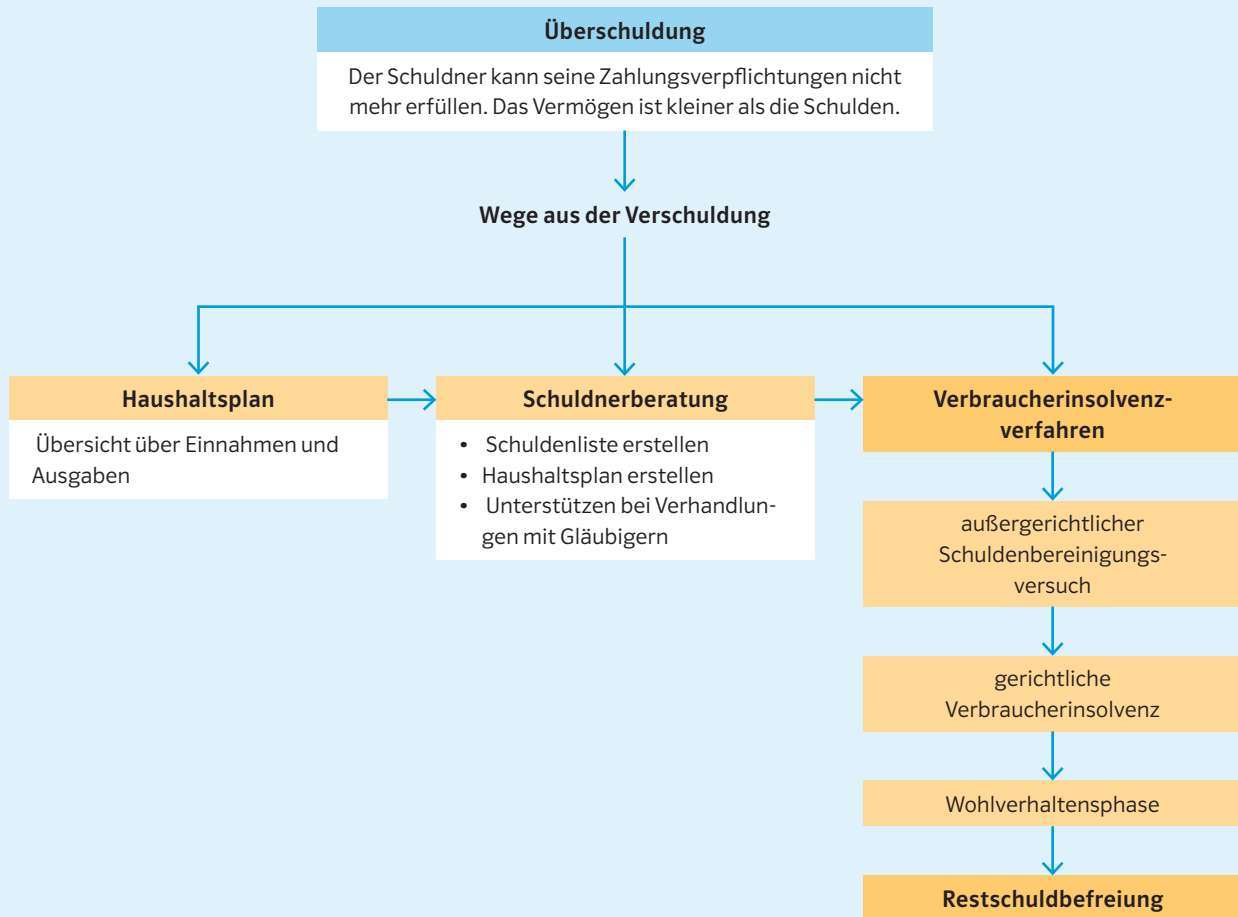 Überschuldung
Der Schuldner kann seine Zahlungsverpflichtungen nicht
mehr erfüllen. Das Vermögen ist kleiner als die Schulden.
Wege aus der Verschuldung
Haushaltsplan
Übersicht über Einnahmen und
Ausgaben
Schuldnerberatung
• Schuldenliste erstellen
• Haushaltsplan erstellen
• Unterstützen bei Verhandlun-
gen mit Gläubigern
Verbraucherinsolvenz-
verfahren
außergerichtlicher
Schuldenbereinigungs-
versuch
gerichtliche
Verbraucherinsolvenz
Wohlverhaltensphase
Restschuldbefreiung